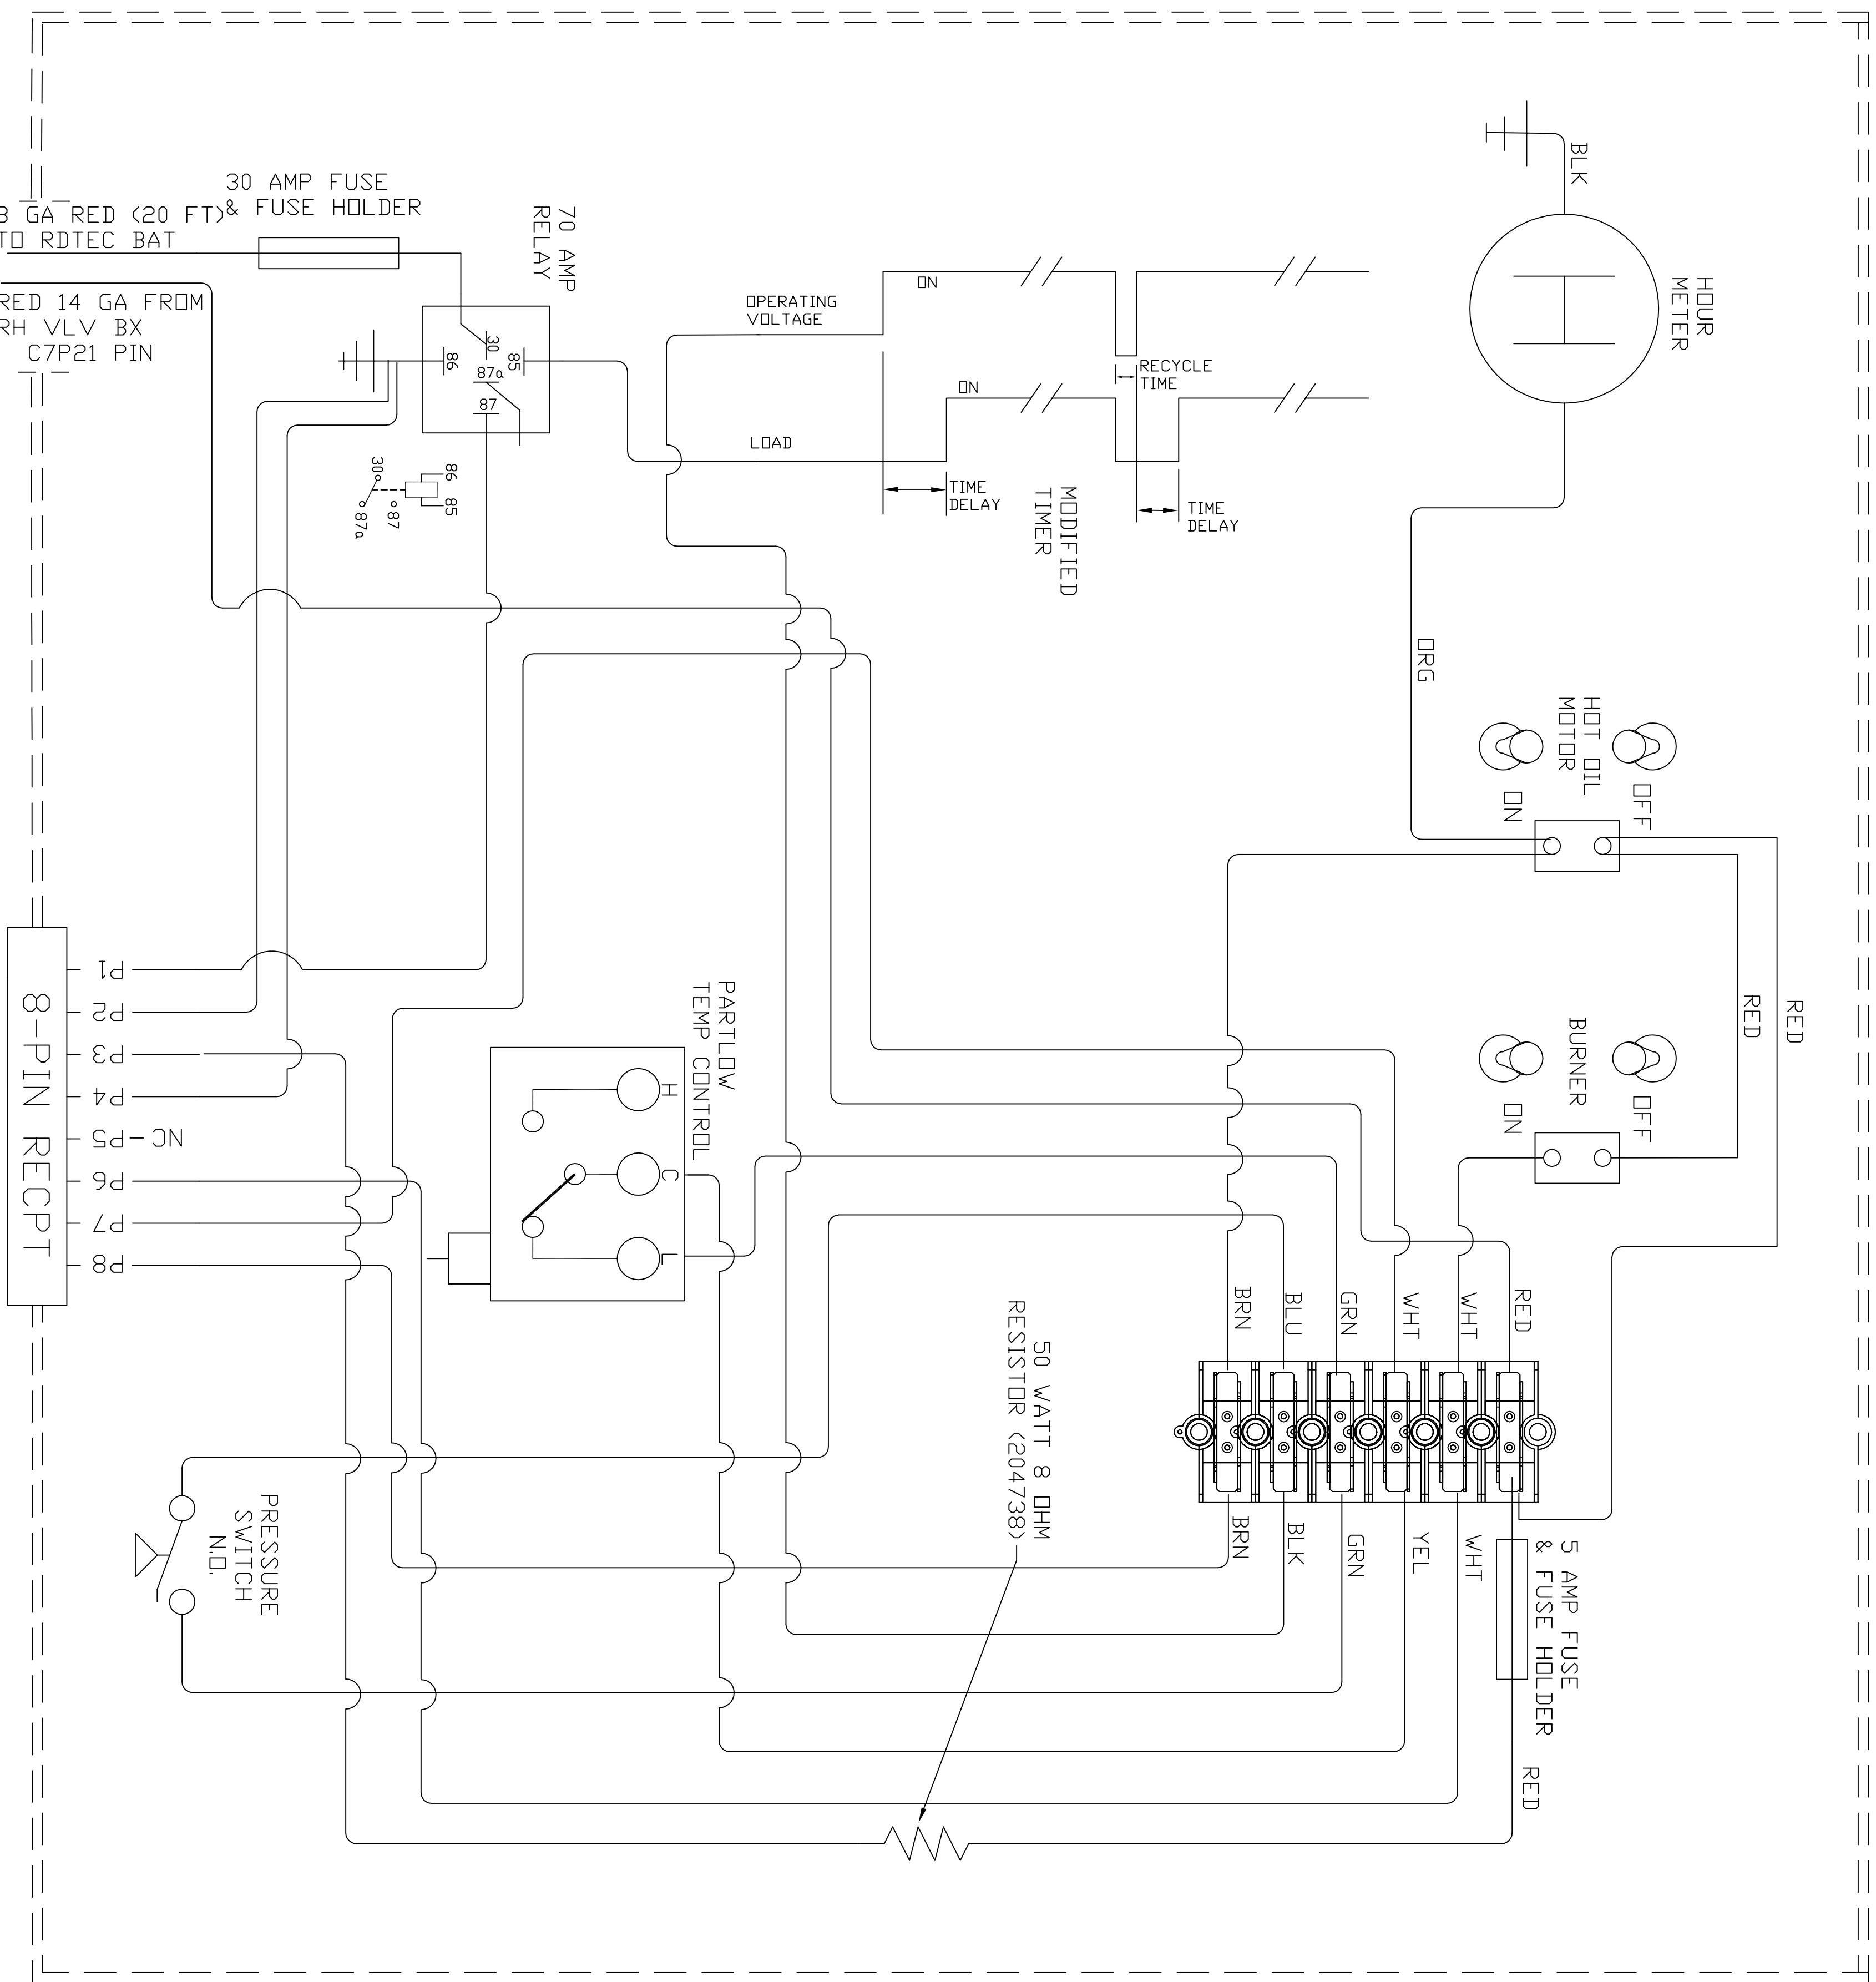 BLK
HOUR
METER
30 AMP FUSE
& FUSE HOLDER
8 GA RED (20 FT)
TO RDTEC BAT
70 AMP
RELAY
RED 14 GA FROM
RH VLV BX
C7P21 PIN
30
85
86
87a
87
86
85
30
87
87a
OPERATING
VOLTAGE
ON
RECYCLE
TIME
ON
LOAD
TIME
DELAY
TIME
DELAY
MODIFIED
TIMER
ORG
HOT OIL
MOTOR
OFF
ON
RED
RED
BURNER
OFF
ON
8-PIN RECPT
P1
P2
P3
P4
NC-P5
P6
P7
P8
PARTLOW
TEMP CONTROL
H
C
L
BRN
BLU
GRN
WHT
WHT
RED
50 WATT 8 OHM
RESISTOR (204738)
BRN
BLK
GRN
YEL
WHT
5 AMP FUSE
& FUSE HOLDER
RED
PRESSURE
SWITCH
N.O.